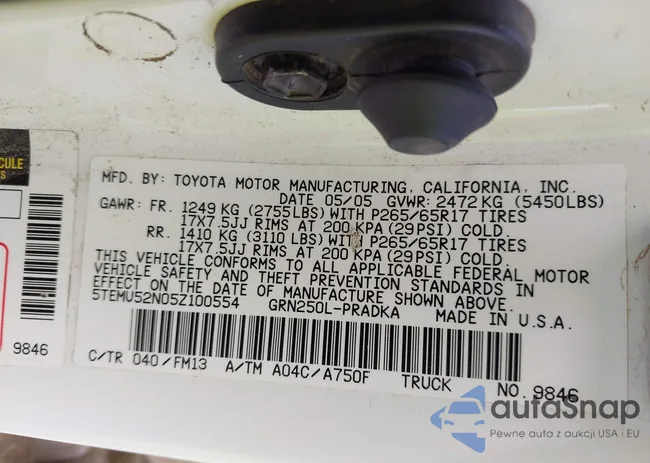 CULE
TS
9846
MFD. BY: TOYOTA MOTOR MANUFACTURING, CALIFORNIA, INC.
DATE 05/05 GVWR: 2472 KG (5450LBS)
GAWR: FR. 1249 KG (2755LBS) WITH P265/65R17 TIRES
17X7.5JJ RIMS AT 200 KPA (29 PSI) COLD.
RR. 1410 KG (3110 LBS) WITH P265/65R17 TIRES
17X7.5JJ RIMS AT 200 KPA (29PSI) COLD.
THIS VEHICLE CONFORMS TO ALL APPLICABLE FEDERAL MOTOR
VEHICLE SAFETY AND THEFT PREVENTION STANDARDS IN
EFFECT ON THE DATE OF MANUFACTURE SHOWN ABOVE.
5TEMU52N05Z100554 GRN250L-PRADKA MADE IN U.S.A.
C/TR 040/FM13 A/TM A04C/A750F TRUCK NO. 9846
autoSnap
Pewne auta z aukcji USA i EU